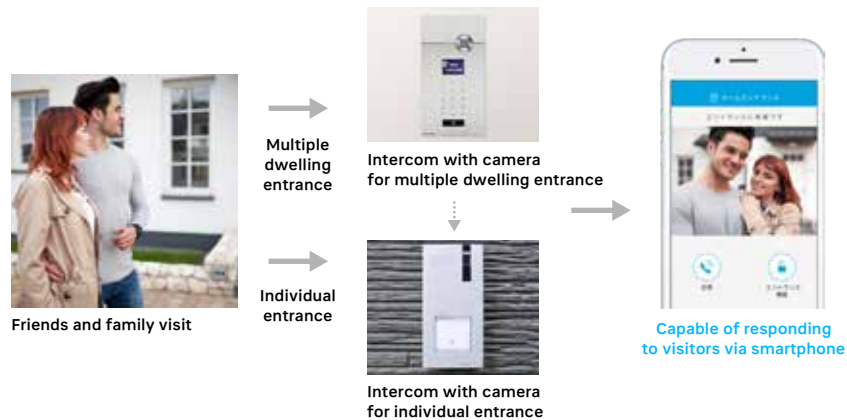 Friends and family visit
Multiple
dwelling
entrance
Individual
entrance
Intercom with camera
for multiple dwelling entrance
Intercom with camera
for individual entrance
Capable of responding
to visitors via smartphone